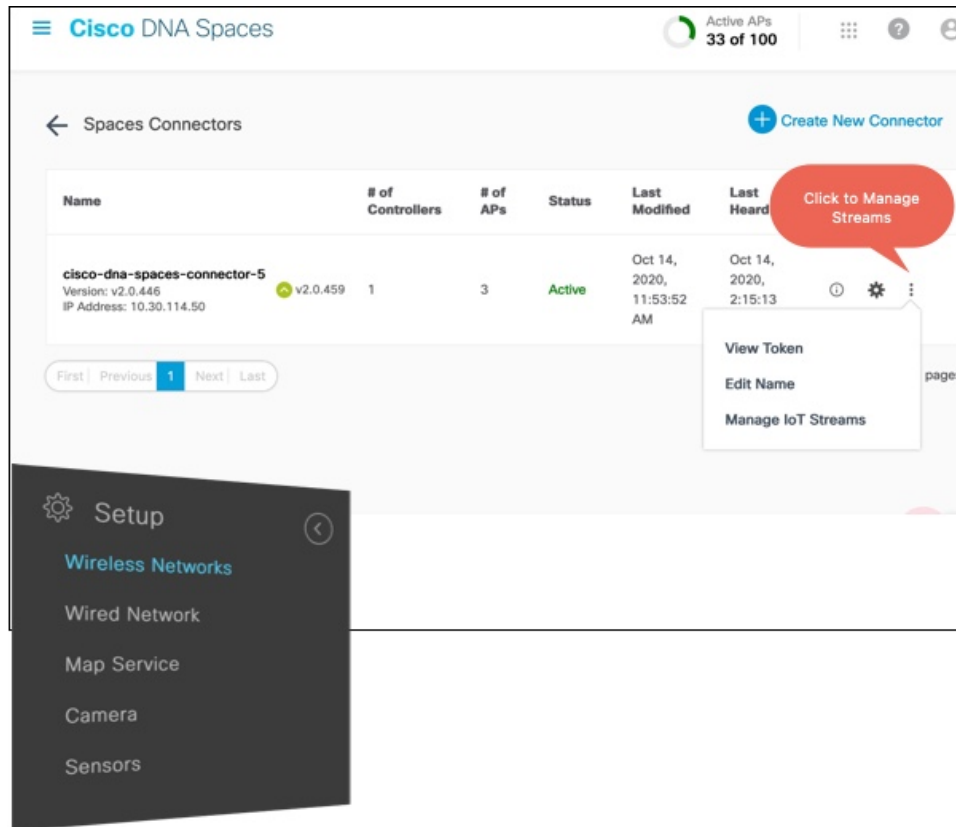 Cisco DNA Spaces
Active APs
33 of 100
Spaces Connectors
Create New Connector
Name
# of
Controllers
# of
APs
Status
Last
Modified
Last
Heard
Click to Manage
Streams
cisco-dna-spaces-connector-5
Version: v2.0.446
IP Address: 10.30.114.50
v2.0.459
1
3
Active
Oct 14,
2020,
11:53:52
AM
Oct 14,
2020,
2:15:13
View Token
Edit Name
Manage IoT Streams
First Previous 1 Next Last
page
Setup
Wireless Networks
Wired Network
Map Service
Camera
Sensors